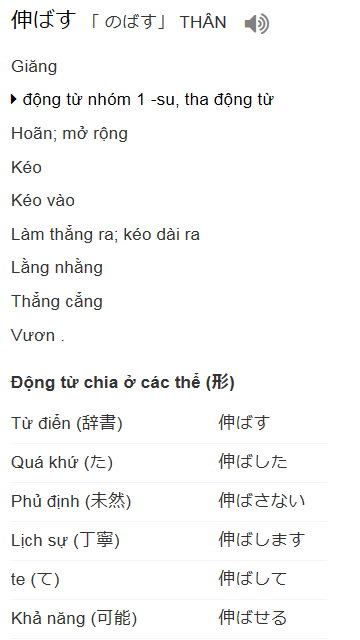 伸ばす 「 のばす」 THÂN
Giăng
động từ nhóm 1 -su, tha động từ
Hoãn; mở rộng
Kéo
Kéo vào
Làm thẳng ra; kéo dài ra
Lằng nhằng
Thẳng cẳng
Vươn .
Động từ chia ở các thể (形)
Từ điển (辞書) 伸ばす
Quá khứ (た) 伸ばした
Phủ định (未然) 伸ばさない
Lịch sự (丁寧) 伸ばします
te (て) 伸ばして
Khả năng (可能) 伸ばせる